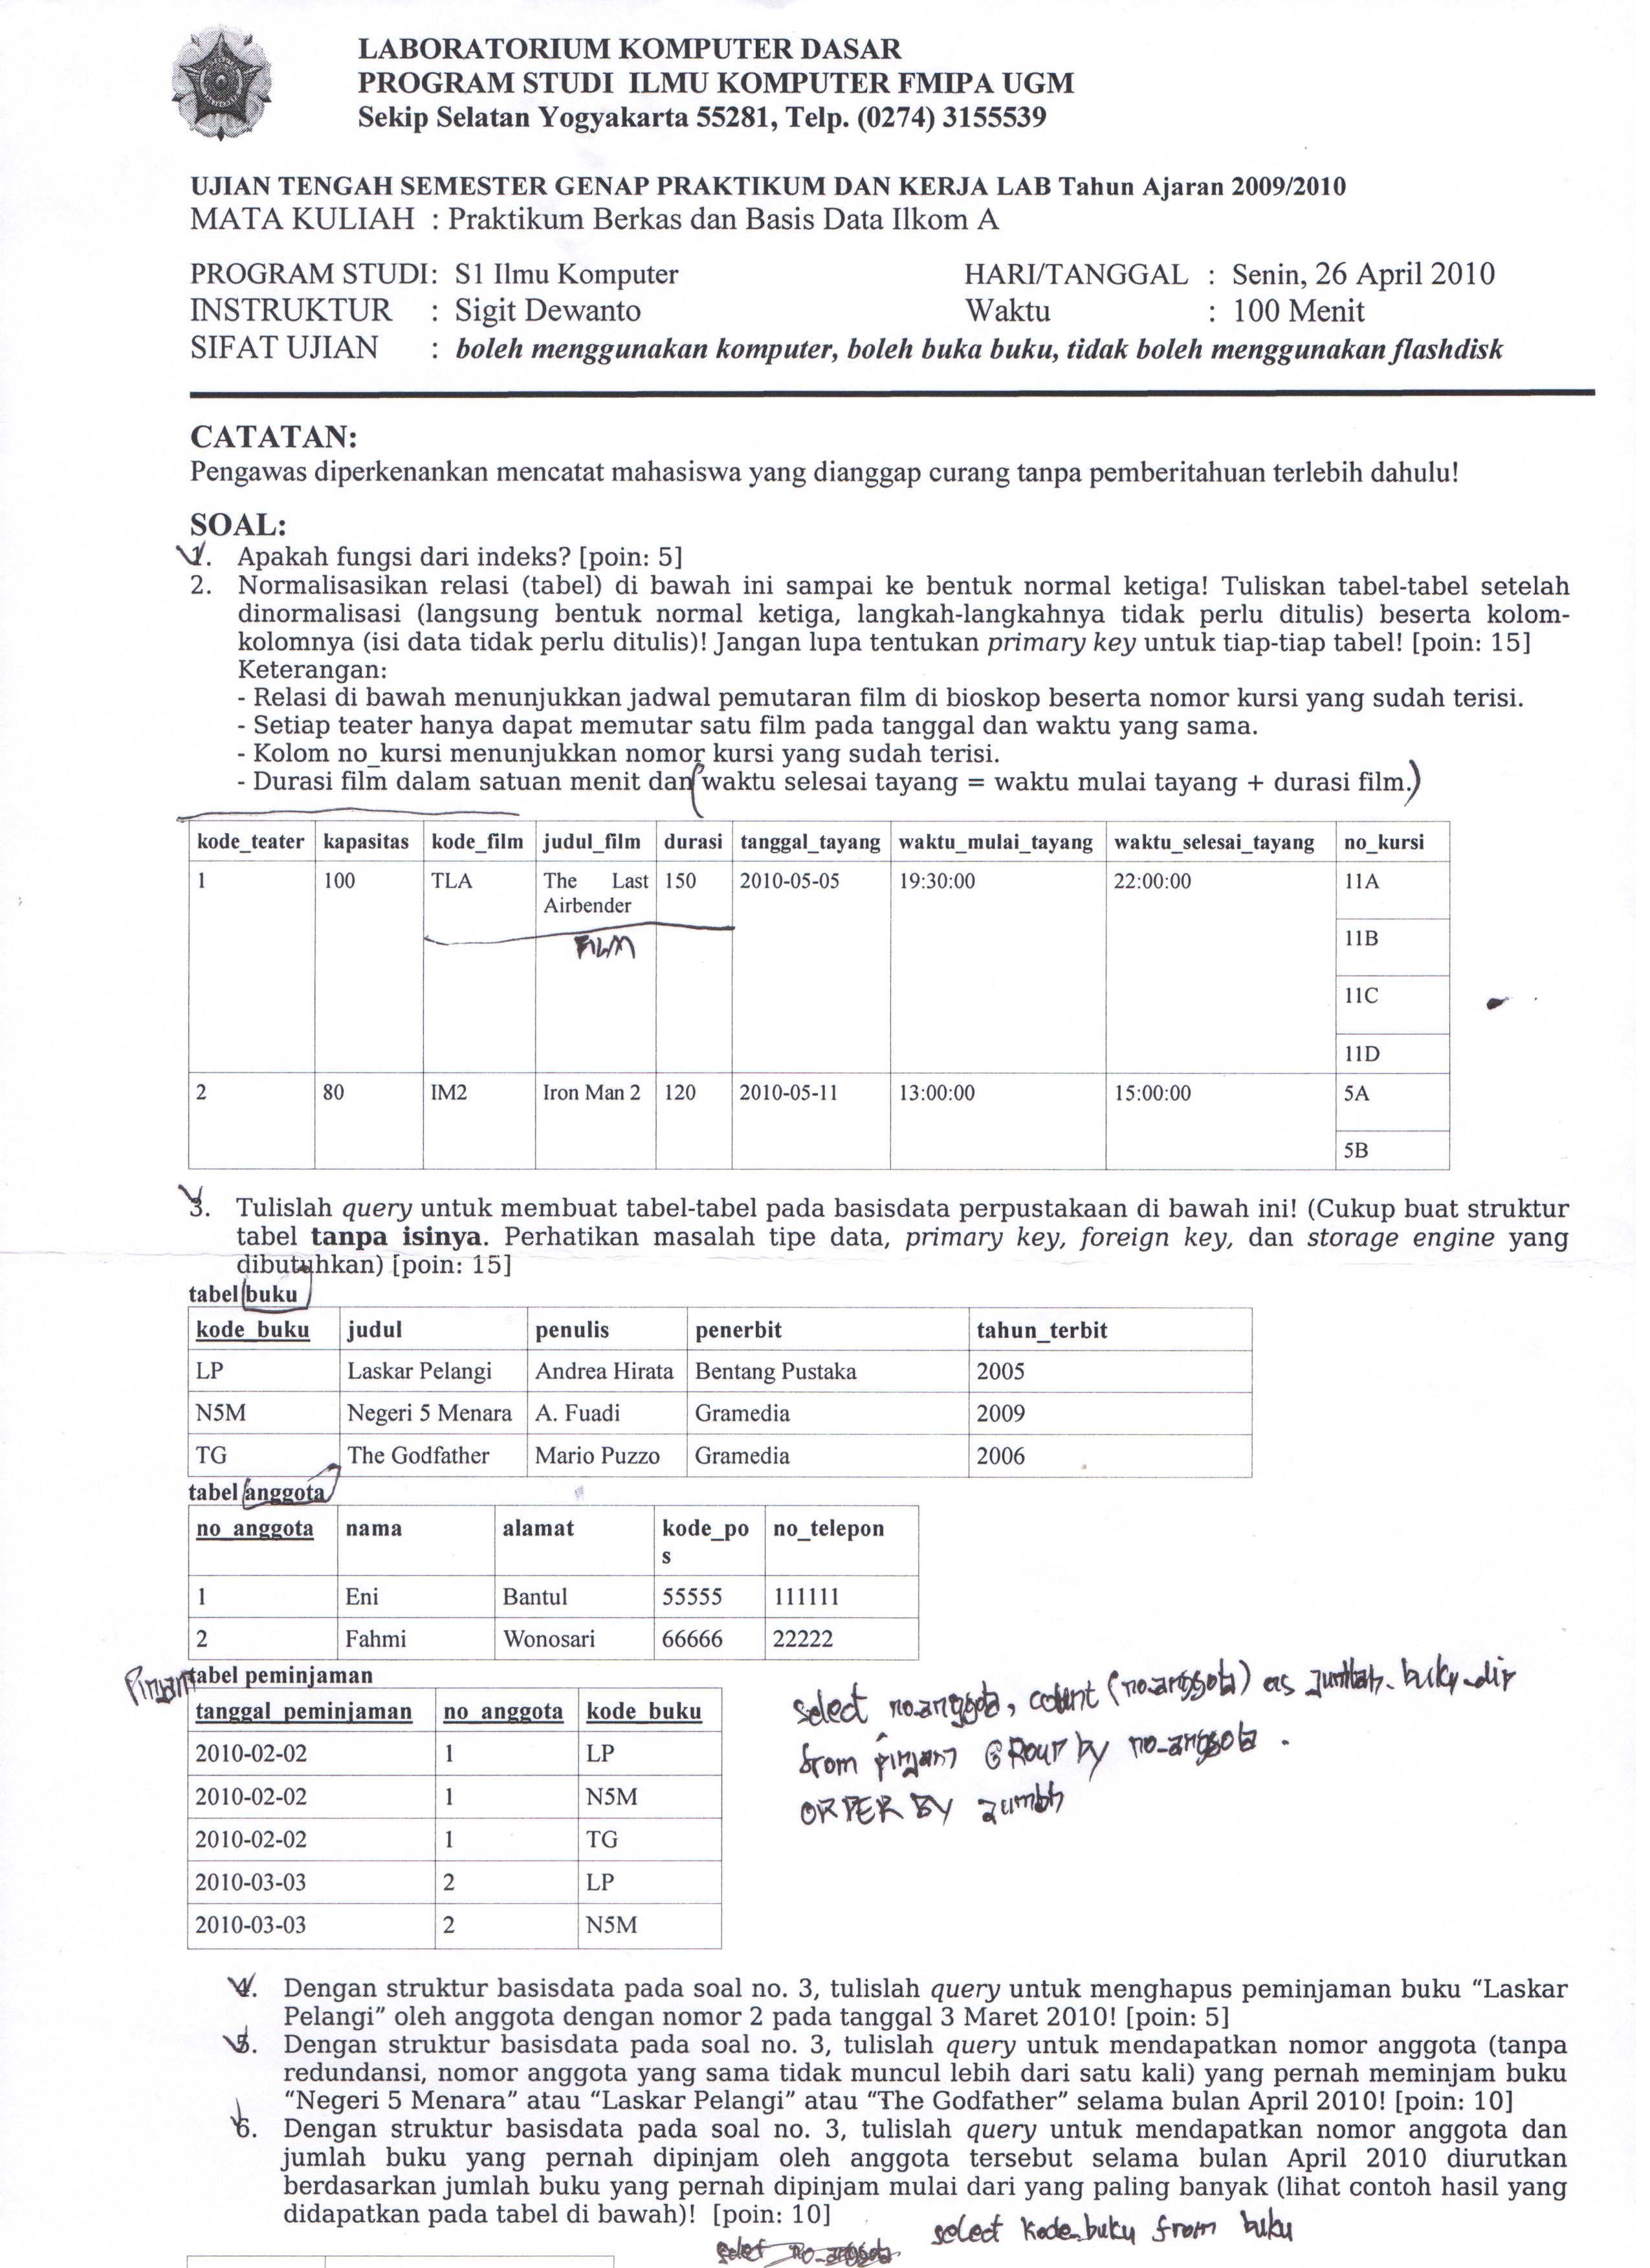 LABORATORIUM KOMPUTER DASAR
PROGRAM STUDI ILMU KOMPUTER FMIPA UGM
Sekip Selatan Yogyakarta 55281, Telp. (0274) 3155539
UJIAN TENGAH SEMESTER GENAP PRAKTIKUM DAN KERJA LAB Tahun Ajaran 2009/2010
MATA KULIAH : Praktikum Berkas dan Basis Data Ilkom A
PROGRAM STUDI: S1 Ilmu Komputer HARI/TANGGAL : Senin, 26 April 2010
INSTRUKTUR : Sigit Dewanto Waktu : 100 Menit
SIFAT UJIAN : boleh menggunakan komputer, boleh buka buku, tidak boleh menggunakan flashdisk
CATATAN:
Pengawas diperkenankan mencatat mahasiswa yang dianggap curang tanpa pemberitahuan terlebih dahulu!
SOAL:
1. Apakah fungsi dari indeks? [poin: 5]
2. Normalisasikan relasi (tabel) di bawah ini sampai ke bentuk normal ketiga! Tuliskan tabel-tabel setelah
dinormalisasi (langsung bentuk normal ketiga, langkah-langkahnya tidak perlu ditulis) beserta kolom-
kolomnya (isi data tidak perlu ditulis)! Jangan lupa tentukan primary key untuk tiap-tiap tabel! [poin: 15]
Keterangan:
- Relasi di bawah menunjukkan jadwal pemutaran film di bioskop beserta nomor kursi yang sudah terisi.
- Setiap teater hanya dapat memutar satu film pada tanggal dan waktu yang sama.
- Kolom no_kursi menunjukkan nomor kursi yang sudah terisi.
- Durasi film dalam satuan menit dan (waktu selesai tayang = waktu mulai tayang + durasi film.)
kode_teater kapasitas kode_film judul_film durasi tanggal_tayang waktu_mulai_tayang waktu_selesai_tayang no_kursi
1 100 TLA The Last 150 2010-05-05 19:30:00 22:00:00 11A
Airbender
FILM
11B
11C
11D
2 80 IM2 Iron Man 2 120 2010-05-11 13:00:00 15:00:00 5A
5B
3. Tulislah query untuk membuat tabel-tabel pada basisdata perpustakaan di bawah ini! (Cukup buat struktur
tabel tanpa isinya. Perhatikan masalah tipe data, primary key, foreign key, dan storage engine yang
dibutuhkan) [poin: 15]
tabel buku
kode_buku judul penulis penerbit tahun_terbit
LP Laskar Pelangi Andrea Hirata Bentang Pustaka 2005
N5M Negeri 5 Menara A. Fuadi Gramedia 2009
TG The Godfather Mario Puzzo Gramedia 2006
tabel anggota
no_anggota nama alamat kode_po no_telepon
s
1 Eni Bantul 55555 111111
2 Fahmi Wonosari 66666 22222
Pinjam tabel peminjaman
tanggal_peminjaman no_anggota kode_buku
2010-02-02 1 LP
2010-02-02 1 N5M
2010-02-02 1 TG
2010-03-03 2 LP
2010-03-03 2 N5M
select no_anggota, count (no_anggota) as jumlah_buku_dip
from pinjam GROUP by no_anggota.
ORDER BY jumlh
4. Dengan struktur basisdata pada soal no. 3, tulislah query untuk menghapus peminjaman buku “Laskar
Pelangi” oleh anggota dengan nomor 2 pada tanggal 3 Maret 2010! [poin: 5]
5. Dengan struktur basisdata pada soal no. 3, tulislah query untuk mendapatkan nomor anggota (tanpa
redundansi, nomor anggota yang sama tidak muncul lebih dari satu kali) yang pernah meminjam buku
“Negeri 5 Menara” atau “Laskar Pelangi” atau “The Godfather” selama bulan April 2010! [poin: 10]
6. Dengan struktur basisdata pada soal no. 3, tulislah query untuk mendapatkan nomor anggota dan
jumlah buku yang pernah dipinjam oleh anggota tersebut selama bulan April 2010 diurutkan
berdasarkan jumlah buku yang pernah dipinjam mulai dari yang paling banyak (lihat contoh hasil yang
didapatkan pada tabel di bawah)! [poin: 10]
select kode_buku from buku